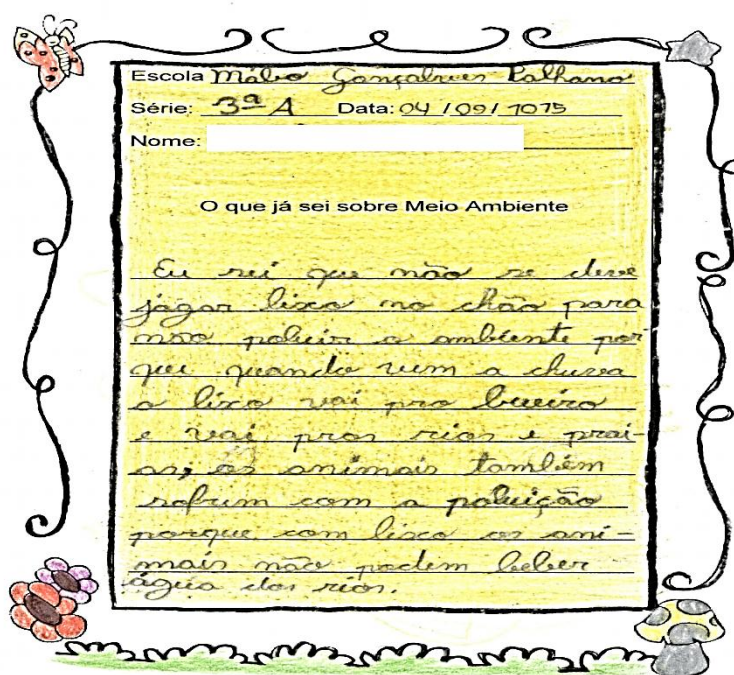 Escola Mábio Gonçalves Palhano
Série: 3ª A Data: 04 /09/ 1015
Nome:
O que já sei sobre Meio Ambiente
Eu sei que não se deve
jogar lixo no chão para
não poluir o ambiente por
que quando vem a chuva
o lixo vai pro bueiro
e vai pros rios e prai-
as, os animais também
sofrem com a poluição
porque com lixo os ani-
mais não podem beber
água dos rios.